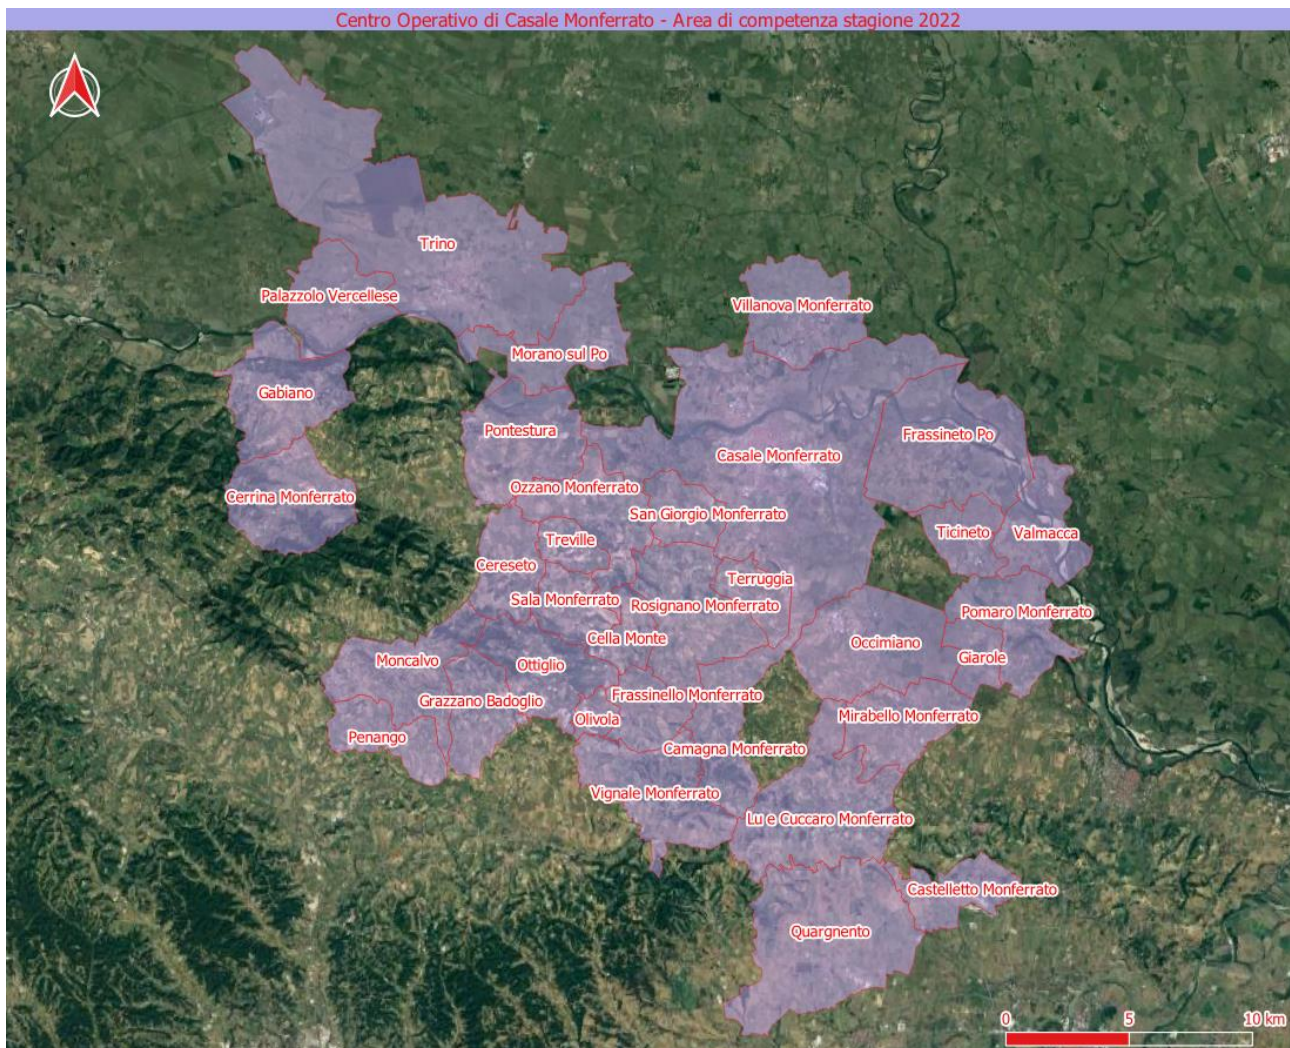 Centro Operativo di Casale Monferrato - Area di competenza stagione 2022
Trino
Palazzolo Vercellese
Villanova Monferrato
Morano sul Po
Gabiano
Pontestura
Frassineto Po
Casale Monferrato
Ozzano Monferrato
Cerrina Monferrato
San Giorgio Monferrato
Ticineto
Valmacca
Treville
Cereseto
Terruggia
Sala Monferrato
Rosignano Monferrato
Pomaro Monferrato
Cella Monte
Occimiano
Giarole
Moncalvo
Ottiglio
Grazzano Badoglio
Frassinello Monferrato
Olivola
Mirabello Monferrato
Penango
Camagna Monferrato
Vignale Monferrato
Lu e Cuccaro Monferrato
Castelletto Monferrato
Quargnento
0 5 10 km